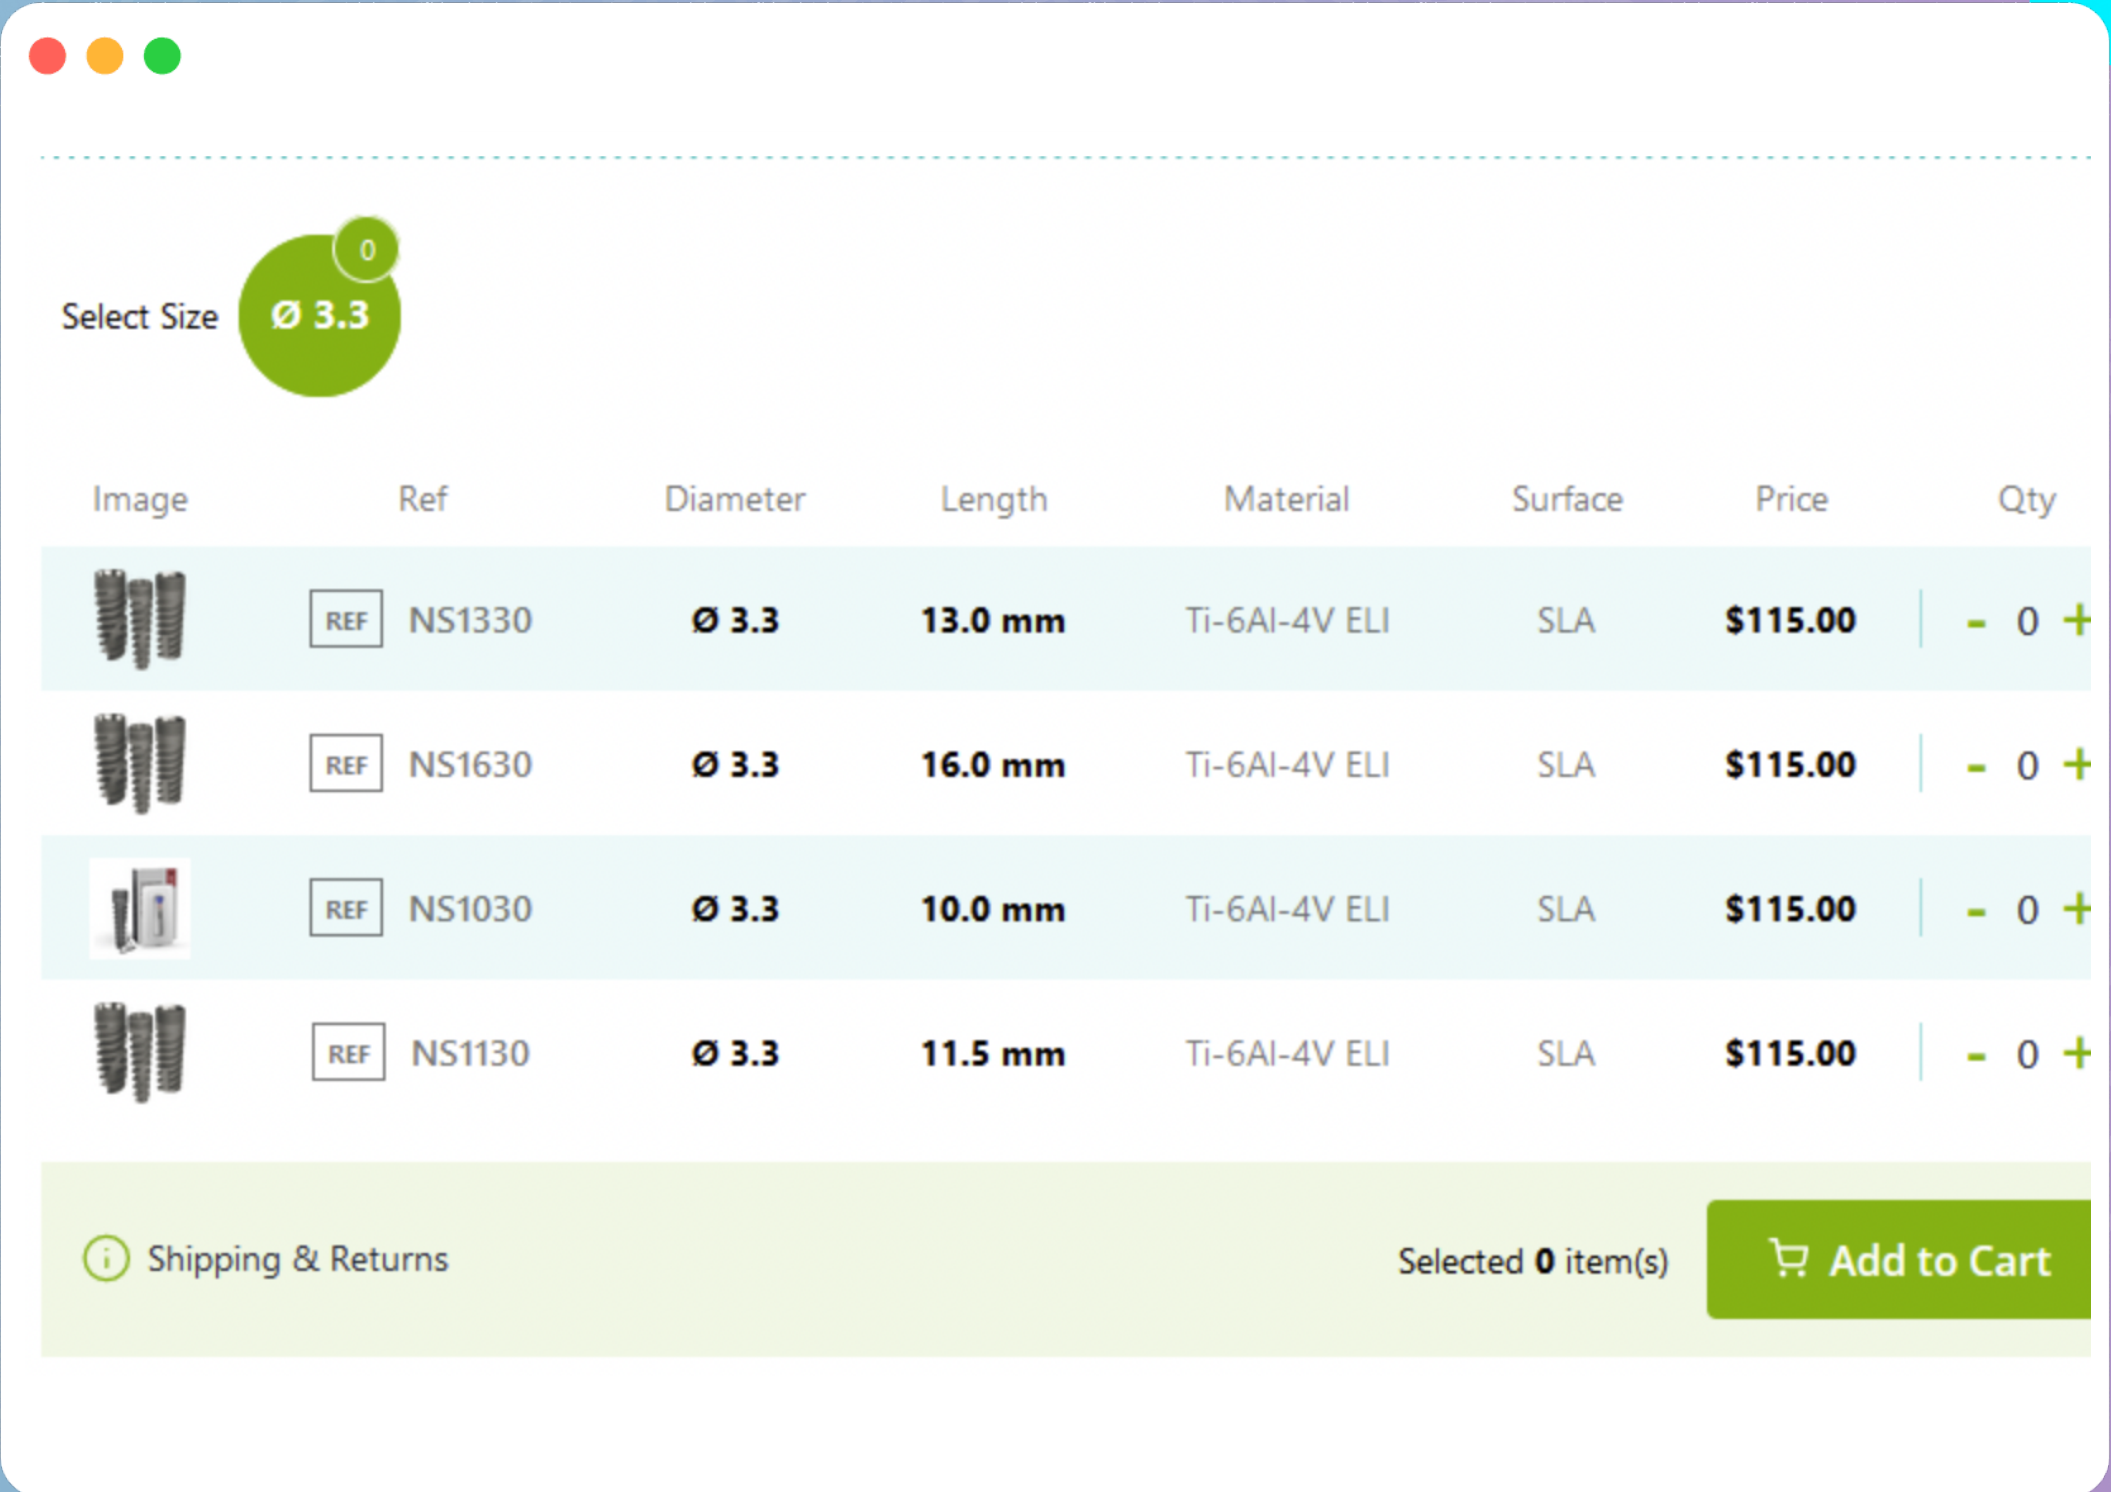 0
Select Size Ø 3.3
Image Ref Diameter Length Material Surface Price Qty
REF NS1330 Ø 3.3 13.0 mm Ti-6Al-4V ELI SLA $115.00 - 0 +
REF NS1630 Ø 3.3 16.0 mm Ti-6Al-4V ELI SLA $115.00 - 0 +
REF NS1030 Ø 3.3 10.0 mm Ti-6Al-4V ELI SLA $115.00 - 0 +
REF NS1130 Ø 3.3 11.5 mm Ti-6Al-4V ELI SLA $115.00 - 0 +
i Shipping & Returns Selected 0 item(s) Add to Cart